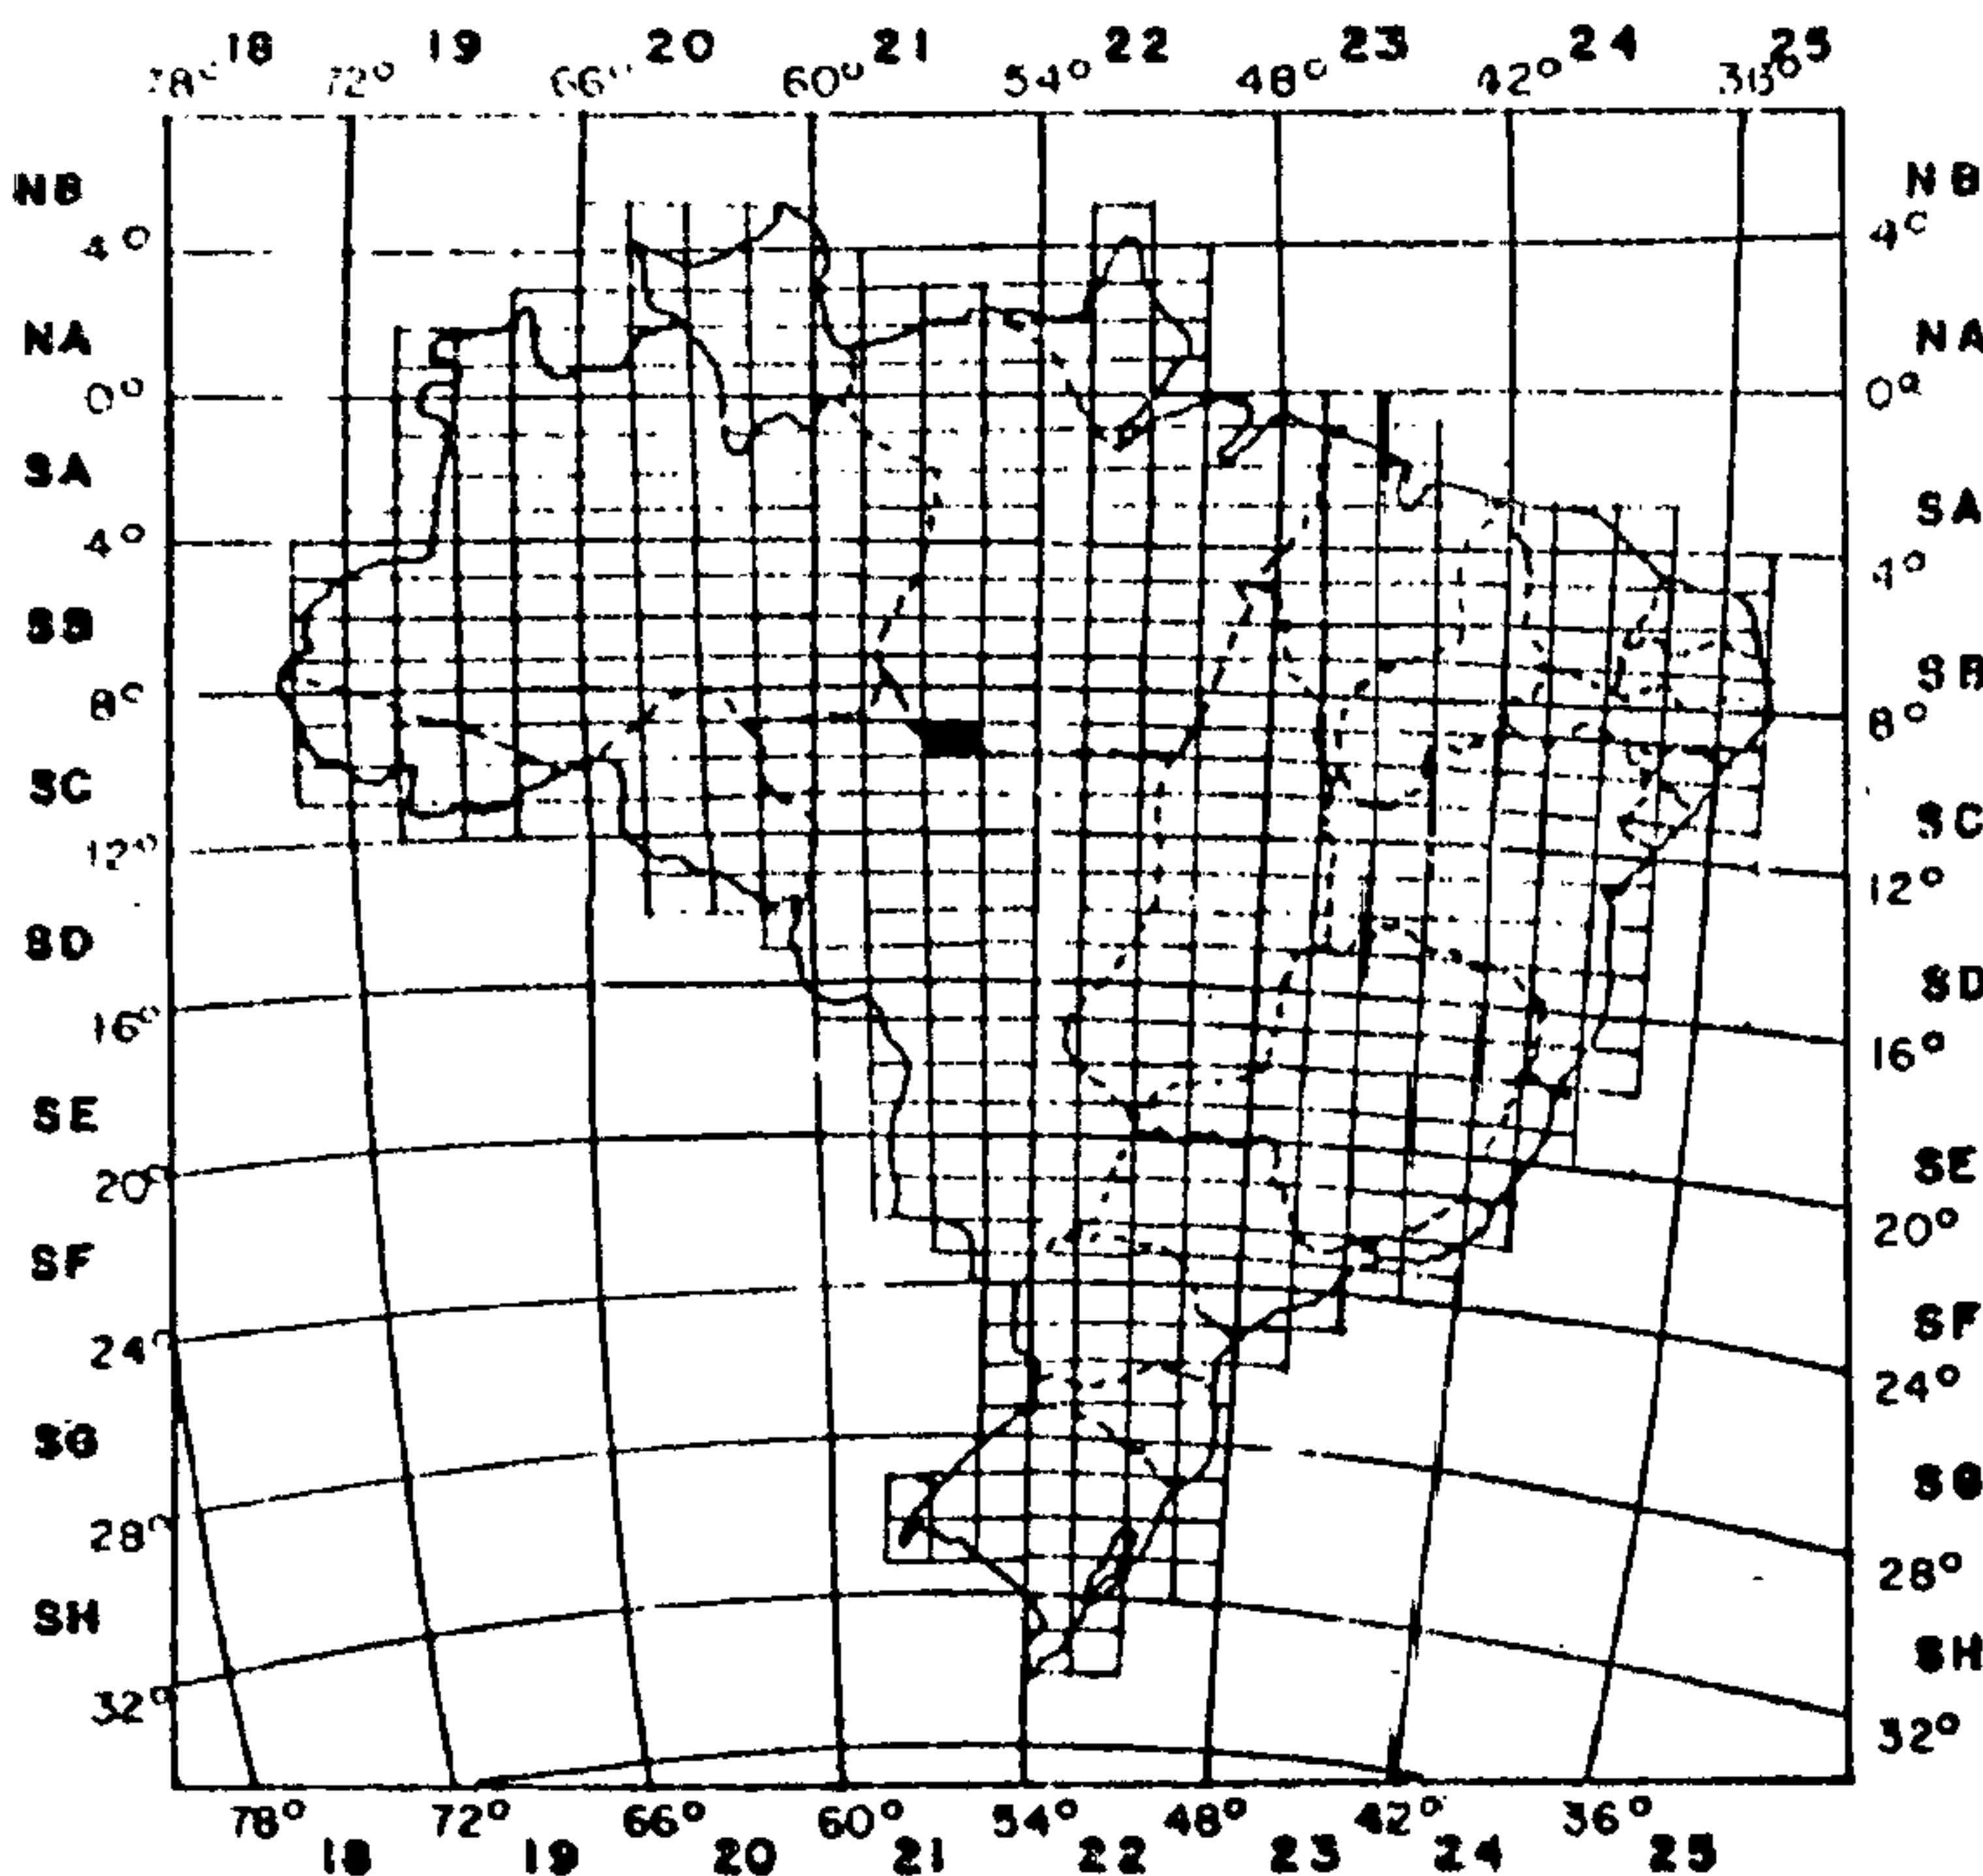 18 19 20 21 22 23 24 25
78° 72° 66° 60° 54° 48° 42° 36°
NB NB
4° 4°
NA NA
0° 0°
SA SA
4° 4°
SB SB
8° 8°
SC SC
12° 12°
SD SD
16° 16°
SE SE
20° 20°
SF SF
24° 24°
SG SG
28° 28°
SH SH
32° 32°
78° 72° 66° 60° 54° 48° 42° 36°
18 19 20 21 22 23 24 25